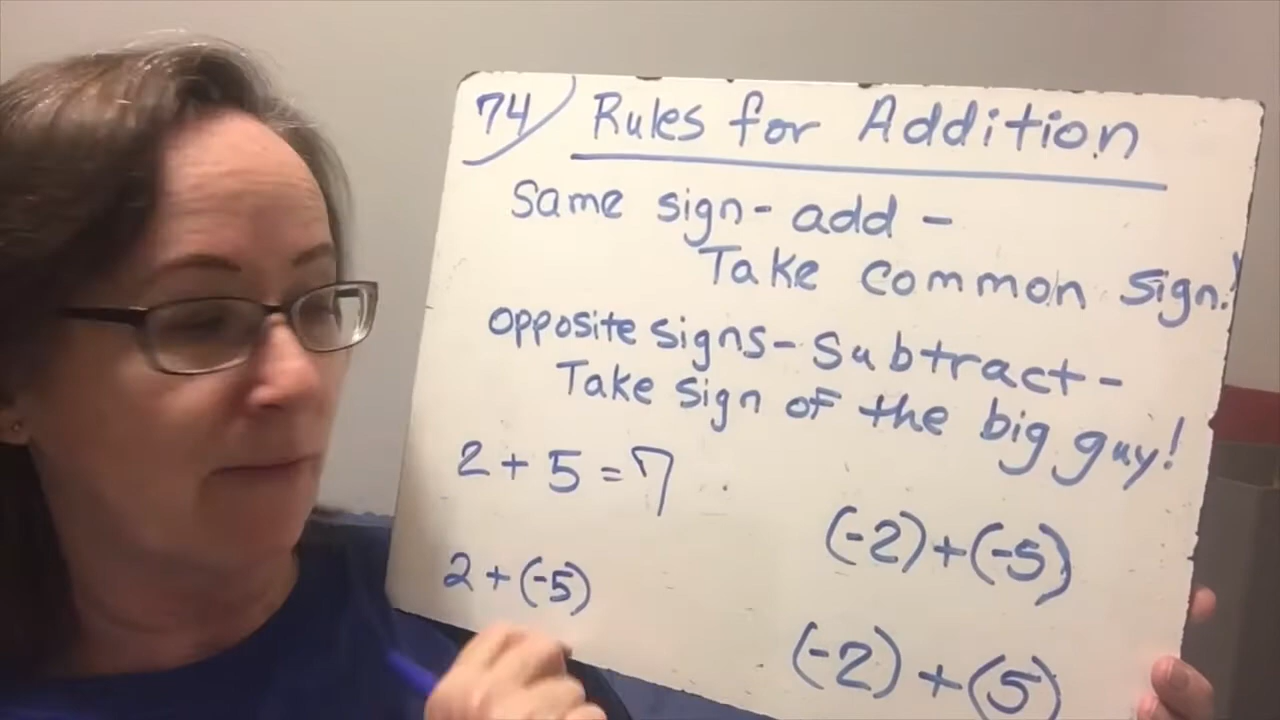 74 Rules for Addition
Same sign - add -
Take common sign!
Opposite signs - Subtract -
Take sign of the big guy!
2 + 5 = 7
(-2) + (-5)
2 + (-5)
(-2) + (5)